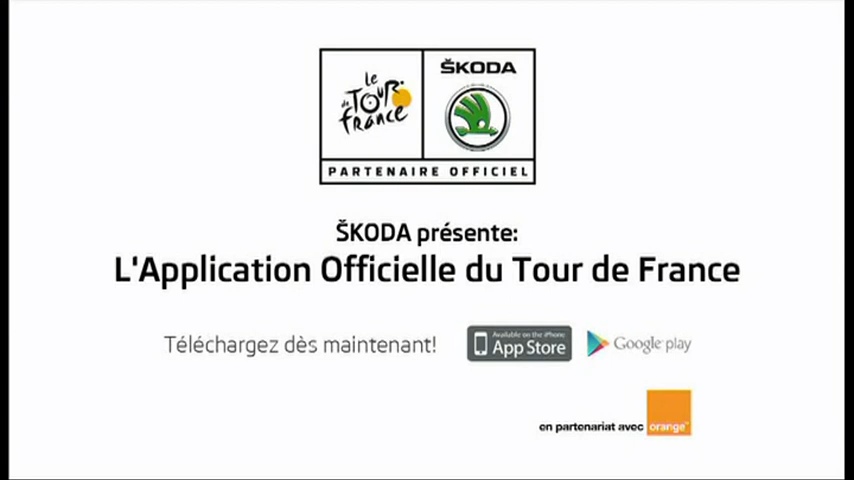 le
TOUR
de
france
ŠKODA
PARTENAIRE OFFICIEL
ŠKODA présente:
L'Application Officielle du Tour de France
Téléchargez dès maintenant!
Available on the iPhone
App Store
Google play
en partenariat avec
orange™